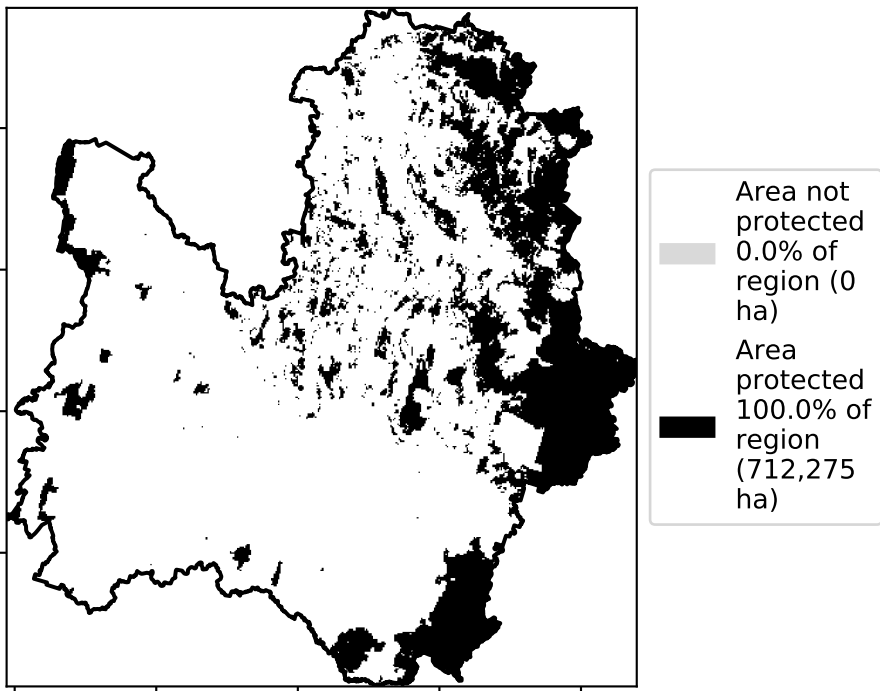 Area not
protected
0.0% of
region (0
ha)
Area
protected
100.0% of
region
(712,275
ha)